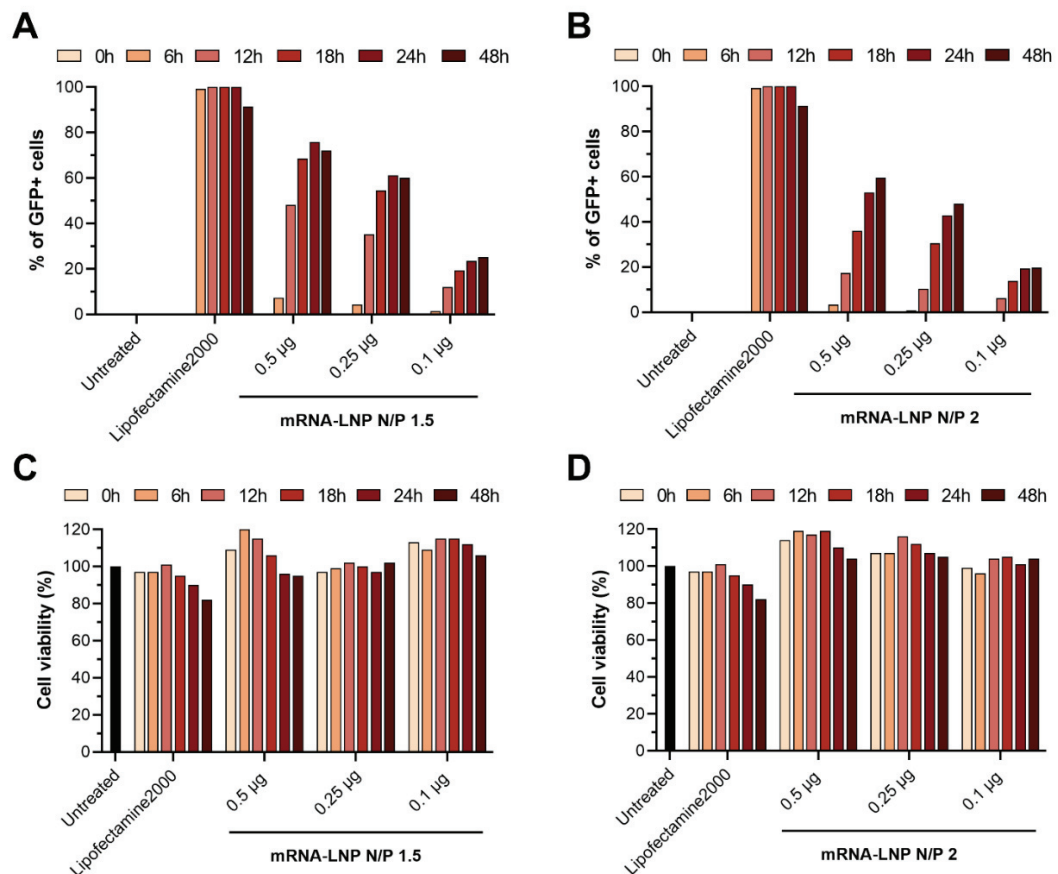 A
0h 6h 12h 18h 24h 48h
% of GFP+ cells
100
80
60
40
20
0
Untreated
Lipofectamine2000
0.5 µg
0.25 µg
0.1 µg
mRNA-LNP N/P 1.5
B
0h 6h 12h 18h 24h 48h
% of GFP+ cells
100
80
60
40
20
0
Untreated
Lipofectamine2000
0.5 µg
0.25 µg
0.1 µg
mRNA-LNP N/P 2
C
0h 6h 12h 18h 24h 48h
Cell viability (%)
120
100
80
60
40
20
0
Untreated
Lipofectamine2000
0.5 µg
0.25 µg
0.1 µg
mRNA-LNP N/P 1.5
D
0h 6h 12h 18h 24h 48h
Cell viability (%)
120
100
80
60
40
20
0
Untreated
Lipofectamine2000
0.5 µg
0.25 µg
0.1 µg
mRNA-LNP N/P 2